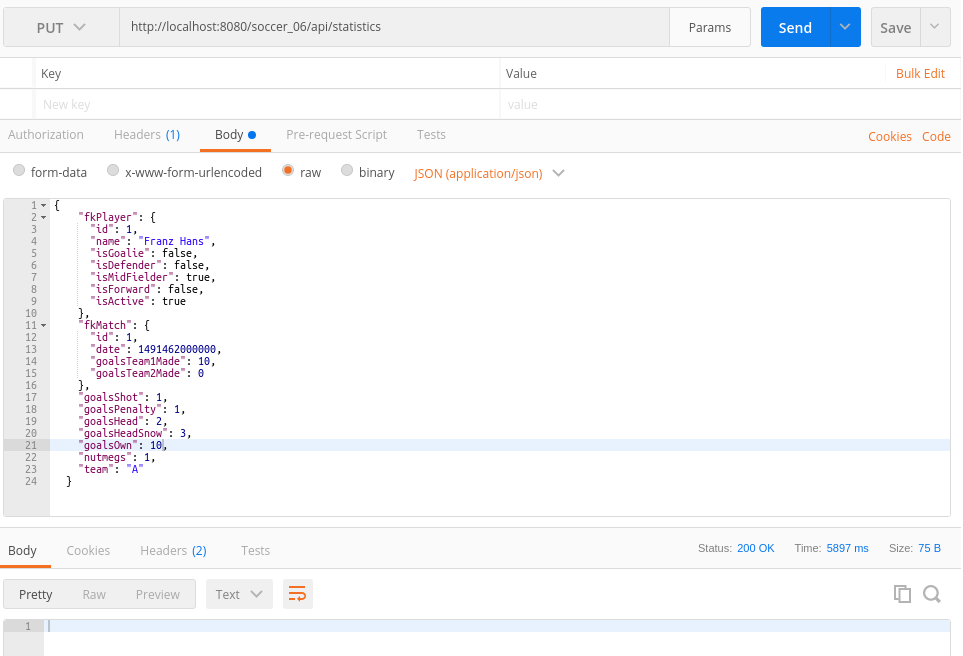 PUT http://localhost:8080/soccer_06/api/statistics Params Send Save
Key Value Bulk Edit
New key value
Authorization Headers (1) Body Pre-request Script Tests Cookies Code
form-data x-www-form-urlencoded raw binary JSON (application/json)
1 {
2 "fkPlayer": {
3 "id": 1,
4 "name": "Franz Hans",
5 "isGoalie": false,
6 "isDefender": false,
7 "isMidFielder": true,
8 "isForward": false,
9 "isActive": true
10 },
11 "fkMatch": {
12 "id": 1,
13 "date": 1491462000000,
14 "goalsTeam1Made": 10,
15 "goalsTeam2Made": 0
16 },
17 "goalsShot": 1,
18 "goalsPenalty": 1,
19 "goalsHead": 2,
20 "goalsHeadSnow": 3,
21 "goalsOwn": 10,
22 "nutmegs": 1,
23 "team": "A"
24 }
Body Cookies Headers (2) Tests Status: 200 OK Time: 5897 ms Size: 75 B
Pretty Raw Preview Text
1